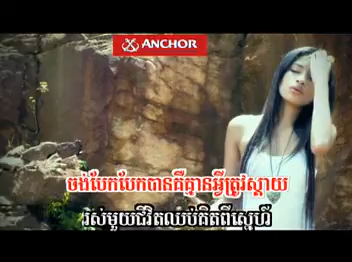 ANCHOR
ចង់បែកបែកបានគឺគ្មានអ្វីត្រូវស្ដាយ
រស់មួយជីវិតឈប់គិតពីស្នេហ៍